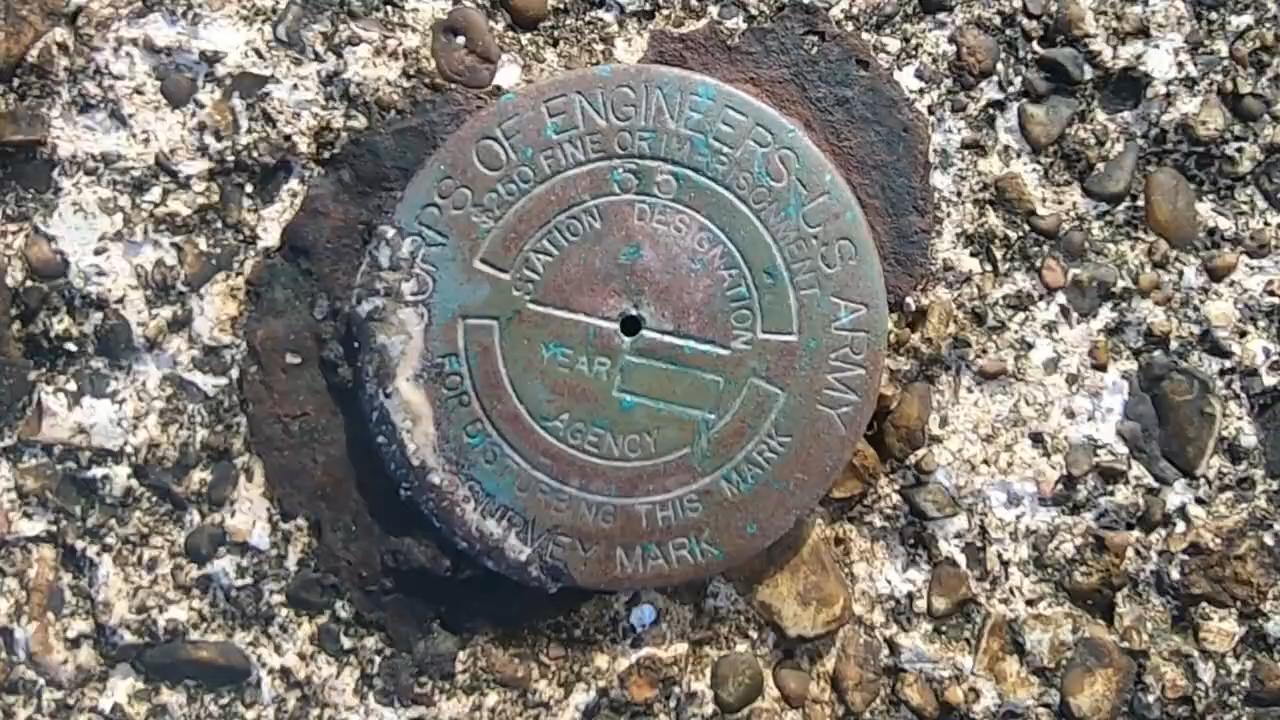 CORPS OF ENGINEERS-U.S ARMY
$250 FINE OR IMPRISONMENT
STATION DESIGNATION
YEAR
AGENCY
FOR DISTURBING THIS MARK
SURVEY MARK